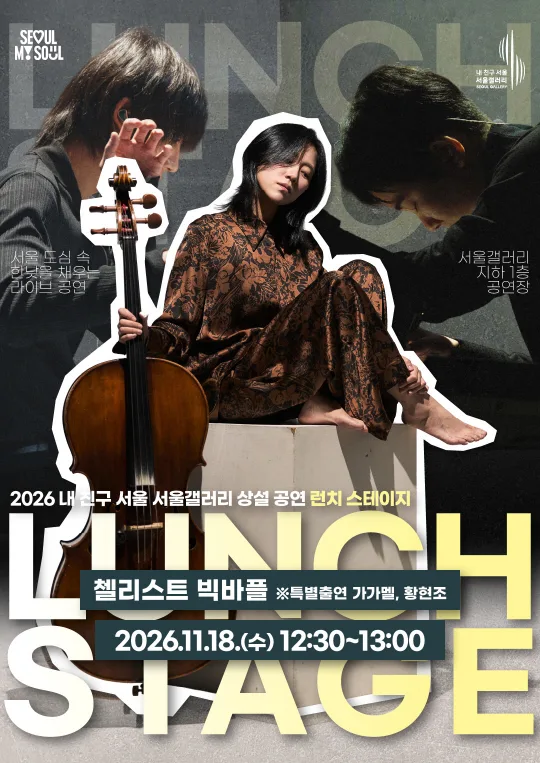 LUNCH
STAGE
SEOUL
MY SOUL
내 친구 서울
서울갤러리
SEOUL GALLERY
서울 도심 속
한낮을 채우는
라이브 공연
서울갤러리
지하 1층
공연장
2026 내 친구 서울 서울갤러리 상설 공연 런치 스테이지
LUNCH
첼리스트 빅바플 ※특별출연 가가멜, 황현조
2026.11.18.(수) 12:30~13:00
STAGE